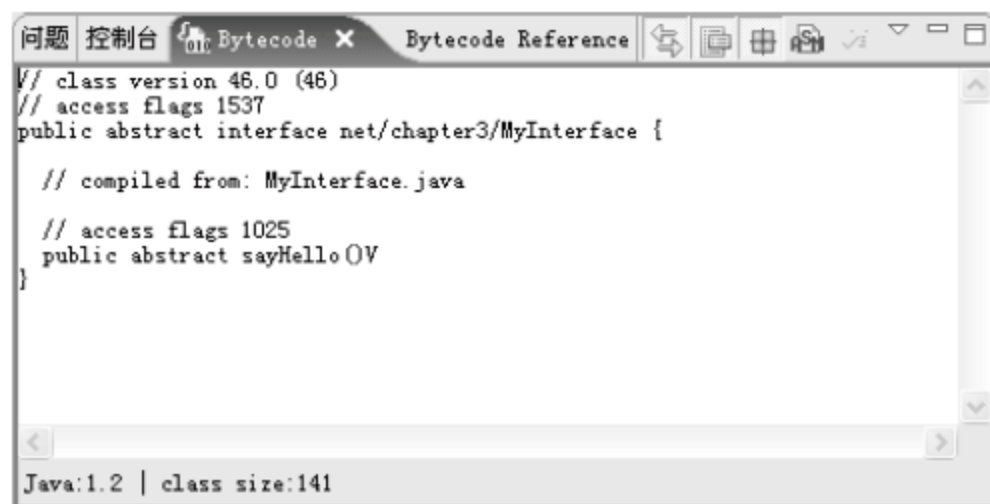 问题 控制台 Bytecode Bytecode Reference
// class version 46.0 (46)
// access flags 1537
public abstract interface net/chapter3/MyInterface {
// compiled from: MyInterface.java
// access flags 1025
public abstract sayHello()V
}
Java:1.2 | class size:141